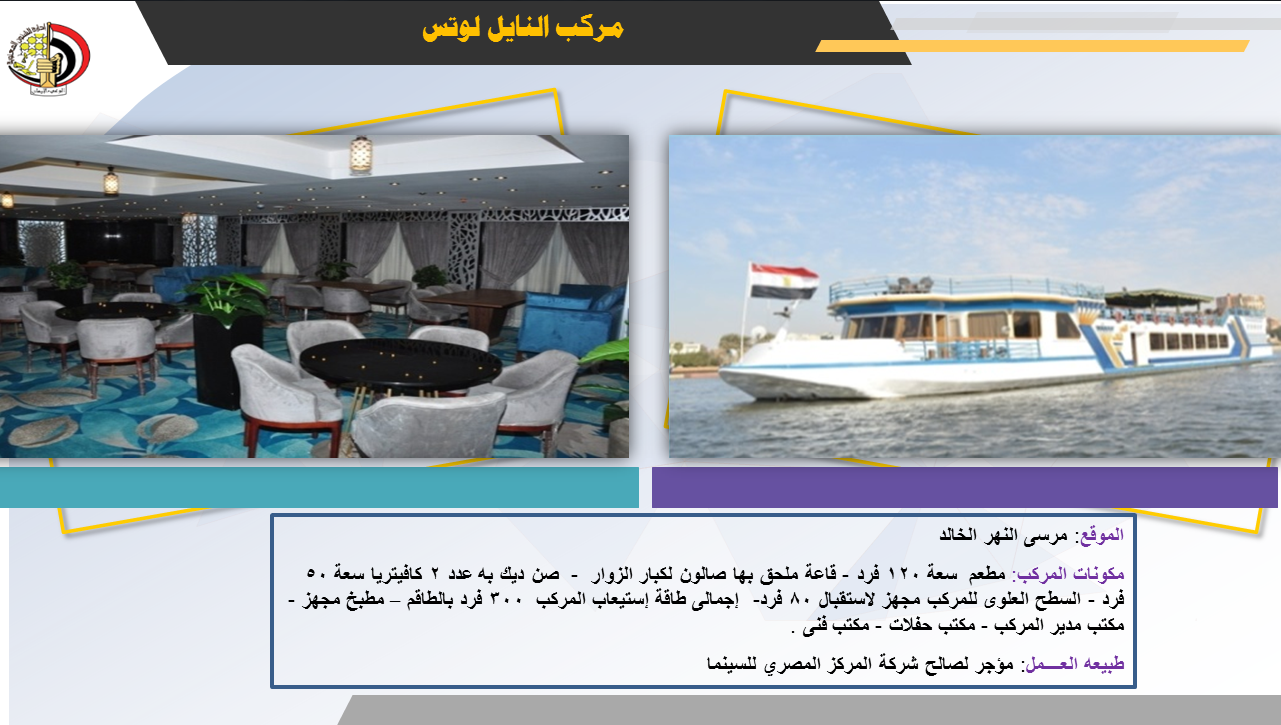 مركب النايل لوتس
الموقع: مرسى النهر الخالد
مكونات المركب: مطعم سعة ١٢٠ فرد - قاعة ملحق بها صالون لكبار الزوار - صن ديك به عدد ٢ كافيتريا سعة ٥٠
فرد - السطح العلوى للمركب مجهز لاستقبال ٨٠ فرد- إجمالى طاقة إستيعاب المركب ٣٠٠ فرد بالطاقم – مطبخ مجهز -
مكتب مدير المركب - مكتب حفلات - مكتب فنى .
طبيعه العـــمل: مؤجر لصالح شركة المركز المصري للسينما